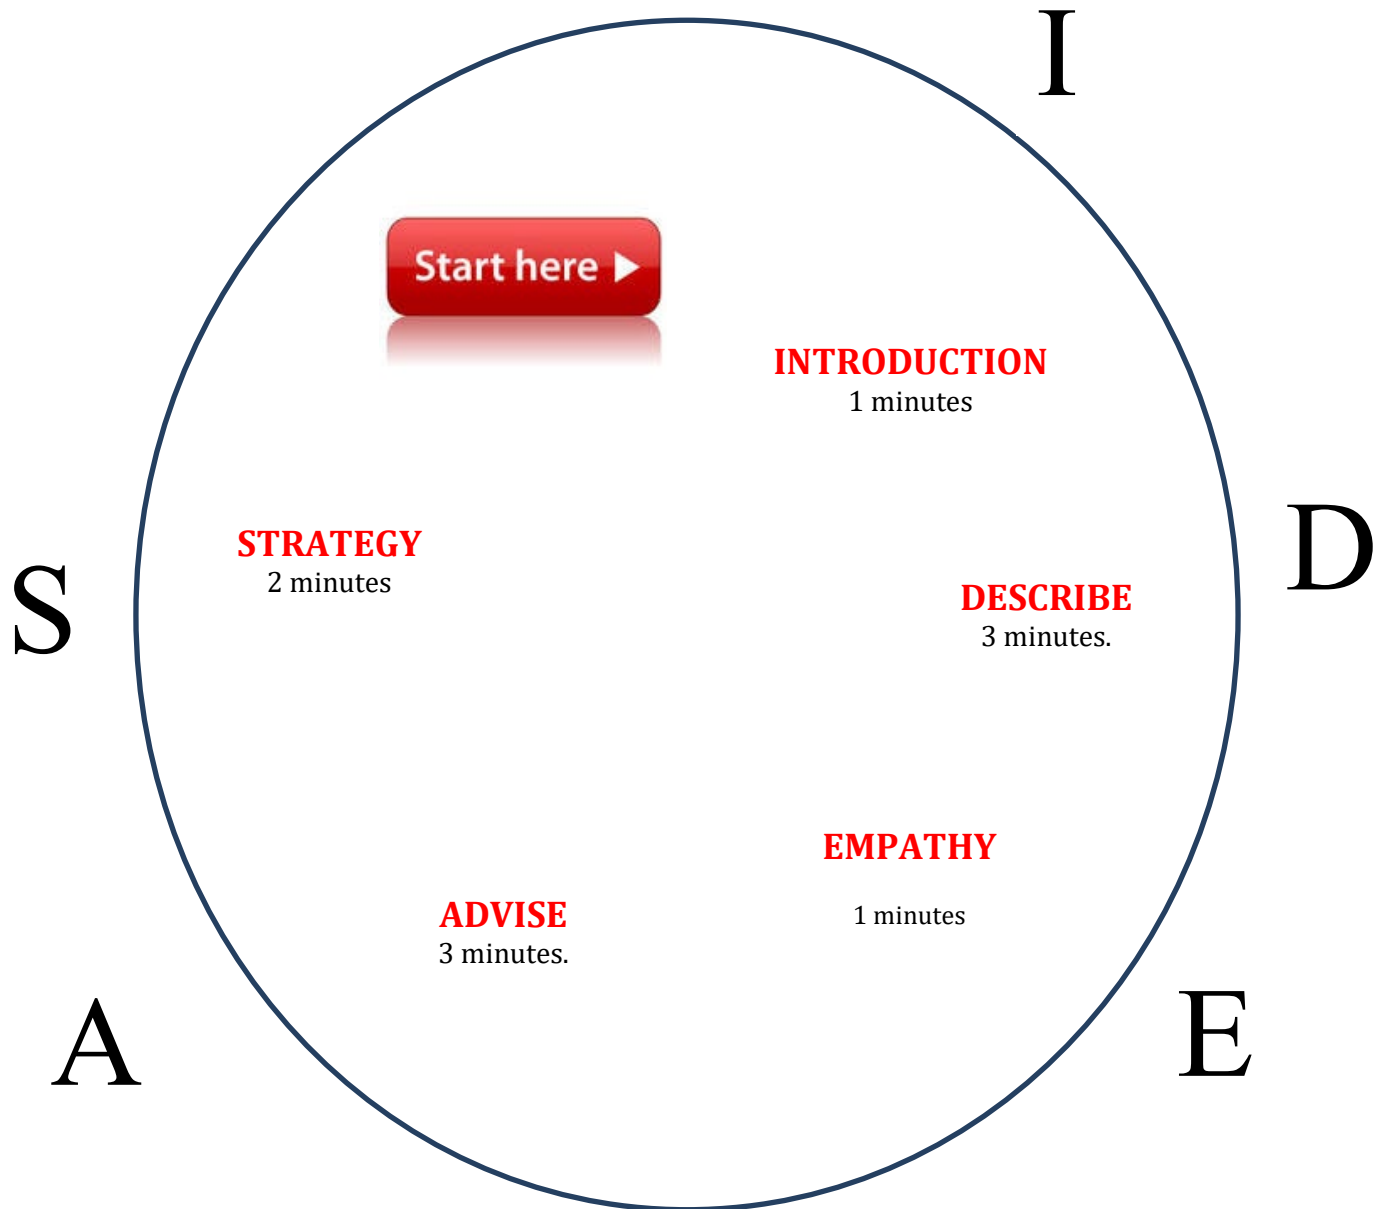 I
Start here
INTRODUCTION
1 minutes
D
DESCRIBE
3 minutes.
E
EMPATHY
1 minutes
A
ADVISE
3 minutes.
S
STRATEGY
2 minutes